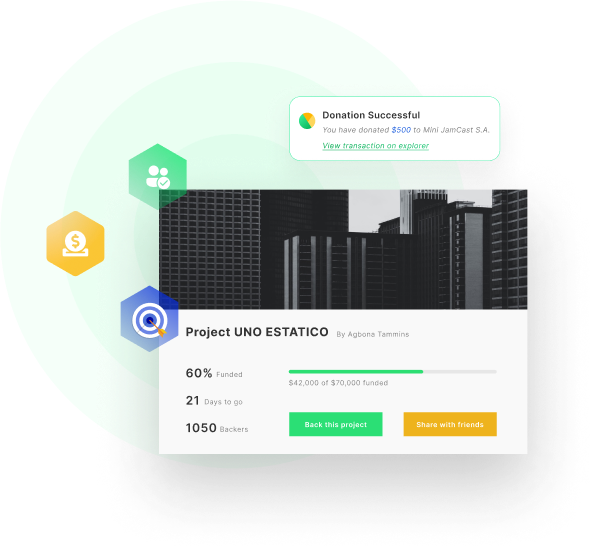 Donation Successful
You have donated $500 to Mini JamCast S.A.
View transaction on explorer
$
Project UNO ESTATICO By Agbona Tammins
60% Funded
$42,000 of $70,000 funded
21 Days to go
1050 Backers
Back this project
Share with friends